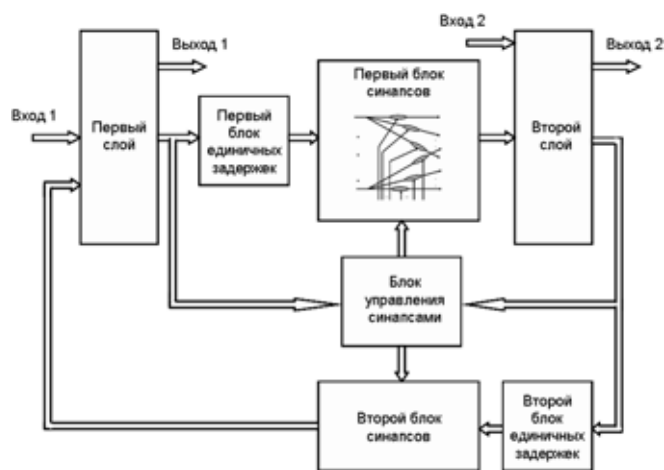 Вход 2
Выход 1
Выход 2
Первый блок
синапсов
Вход 1
Первый
слой
Первый
блок
единичных
задержек
Второй
слой
Блок
управления
синапсами
Второй блок
синапсов
Второй
блок
единичных
задержек